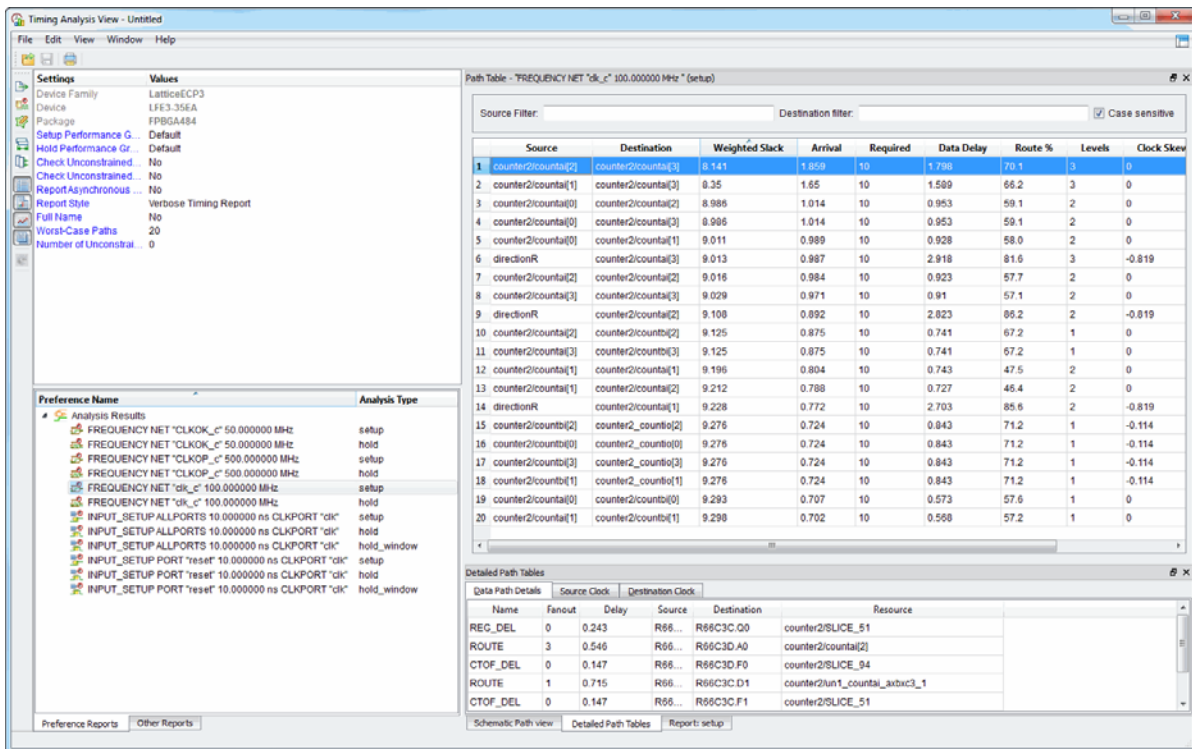 Timing Analysis View - Untitled
File Edit View Window Help
Settings Values
Device Family LatticeECP3
Device LFE3-35EA
Package FPBGA484
Setup Performance G... Default
Hold Performance Gr... Default
Check Unconstrained... No
Check Unconstrained... No
Report Asynchronous ... No
Report Style Verbose Timing Report
Full Name No
Worst-Case Paths 20
Number of Unconstrai... 0
Preference Name Analysis Type
Analysis Results
FREQUENCY NET "CLKOK_c" 50.000000 MHz setup
FREQUENCY NET "CLKOK_c" 50.000000 MHz hold
FREQUENCY NET "CLKOP_c" 500.000000 MHz setup
FREQUENCY NET "CLKOP_c" 500.000000 MHz hold
FREQUENCY NET "clk_c" 100.000000 MHz setup
FREQUENCY NET "clk_c" 100.000000 MHz hold
INPUT_SETUP ALLPORTS 10.000000 ns CLKPORT "clk" setup
INPUT_SETUP ALLPORTS 10.000000 ns CLKPORT "clk" hold
INPUT_SETUP ALLPORTS 10.000000 ns CLKPORT "clk" hold_window
INPUT_SETUP PORT "reset" 10.000000 ns CLKPORT "clk" setup
INPUT_SETUP PORT "reset" 10.000000 ns CLKPORT "clk" hold
INPUT_SETUP PORT "reset" 10.000000 ns CLKPORT "clk" hold_window
Preference Reports Other Reports
Path Table - "FREQUENCY NET "clk_c" 100.000000 MHz " (setup)
Source Filter: Destination filter: Case sensitive
Source Destination Weighted Slack Arrival Required Data Delay Route % Levels Clock Skew
1 counter2/countai[2] counter2/countai[3] 8.141 1.859 10 1.798 70.1 3 0
2 counter2/countai[1] counter2/countai[3] 8.35 1.65 10 1.589 66.2 3 0
3 counter2/countai[0] counter2/countai[2] 8.986 1.014 10 0.953 59.1 2 0
4 counter2/countai[0] counter2/countai[3] 8.986 1.014 10 0.953 59.1 2 0
5 counter2/countai[0] counter2/countai[1] 9.011 0.989 10 0.928 58.0 2 0
6 directionR counter2/countai[3] 9.013 0.987 10 2.918 81.6 3 -0.819
7 counter2/countai[2] counter2/countai[2] 9.016 0.984 10 0.923 57.7 2 0
8 counter2/countai[3] counter2/countai[3] 9.029 0.971 10 0.91 57.1 2 0
9 directionR counter2/countai[2] 9.108 0.892 10 2.823 86.2 2 -0.819
10 counter2/countai[2] counter2/countbi[2] 9.125 0.875 10 0.741 67.2 1 0
11 counter2/countai[3] counter2/countbi[3] 9.125 0.875 10 0.741 67.2 1 0
12 counter2/countai[1] counter2/countai[1] 9.196 0.804 10 0.743 47.5 2 0
13 counter2/countai[1] counter2/countai[2] 9.212 0.788 10 0.727 46.4 2 0
14 directionR counter2/countai[1] 9.228 0.772 10 2.703 85.6 2 -0.819
15 counter2/countbi[2] counter2_countio[2] 9.276 0.724 10 0.843 71.2 1 -0.114
16 counter2/countbi[0] counter2_countio[0] 9.276 0.724 10 0.843 71.2 1 -0.114
17 counter2/countbi[3] counter2_countio[3] 9.276 0.724 10 0.843 71.2 1 -0.114
18 counter2/countbi[1] counter2_countio[1] 9.276 0.724 10 0.843 71.2 1 -0.114
19 counter2/countai[0] counter2/countbi[0] 9.293 0.707 10 0.573 57.6 1 0
20 counter2/countai[1] counter2/countbi[1] 9.298 0.702 10 0.568 57.2 1 0
Detailed Path Tables
Data Path Details Source Clock Destination Clock
Name Fanout Delay Source Destination Resource
REG_DEL 0 0.243 R66... R66C3C.Q0 counter2/SLICE_51
ROUTE 3 0.546 R66... R66C3D.A0 counter2/countai[2]
CTOF_DEL 0 0.147 R66... R66C3D.F0 counter2/SLICE_94
ROUTE 1 0.715 R66... R66C3C.D1 counter2/un1_countai_axbxc3_1
CTOF_DEL 0 0.147 R66... R66C3C.F1 counter2/SLICE_51
Schematic Path view Detailed Path Tables Report: setup